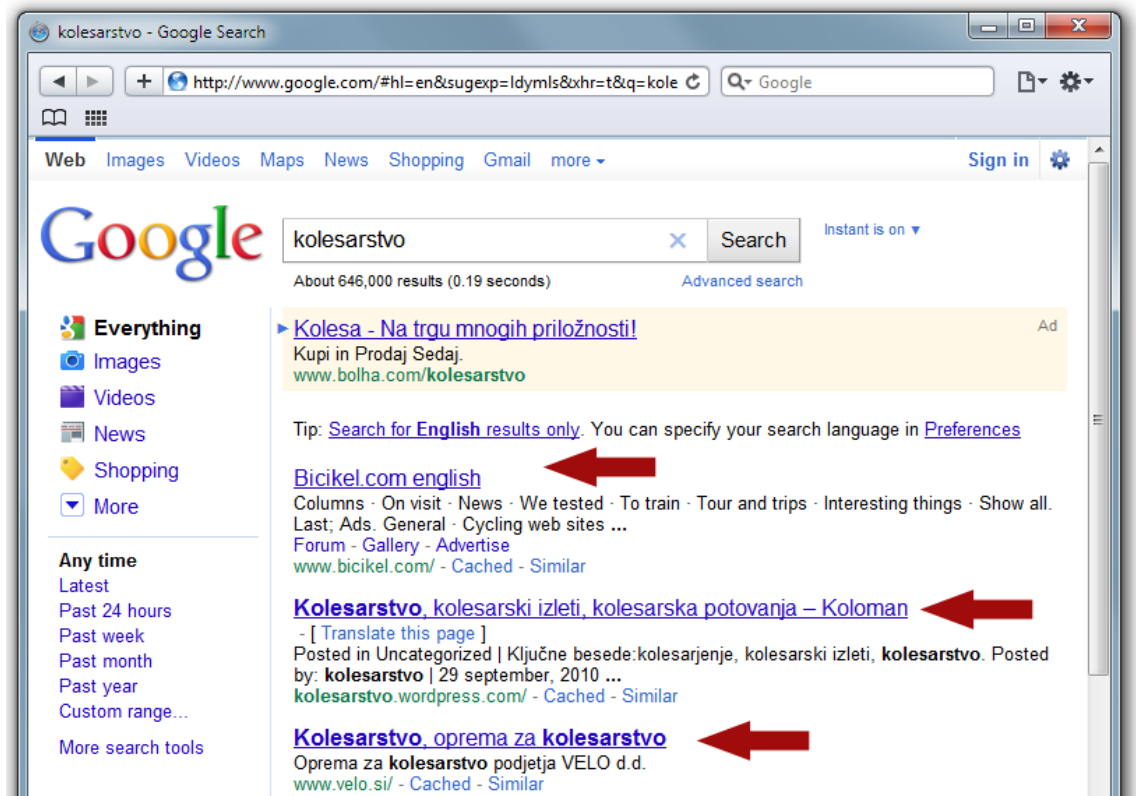 kolesarstvo - Google Search
http://www.google.com/#hl=en&sugexp=ldymls&xhr=t&q=kole
Google
Web Images Videos Maps News Shopping Gmail more
Sign in
Google
kolesarstvo
Search
Instant is on
About 646,000 results (0.19 seconds)
Advanced search
Everything
Images
Videos
News
Shopping
More
Any time
Latest
Past 24 hours
Past week
Past month
Past year
Custom range...
More search tools
Kolesa - Na trgu mnogih priložnosti!
Ad
Kupi in Prodaj Sedaj.
www.bolha.com/kolesarstvo
Tip: Search for English results only. You can specify your search language in Preferences
Bicikel.com english
Columns · On visit · News · We tested · To train · Tour and trips · Interesting things · Show all.
Last; Ads. General · Cycling web sites ...
Forum - Gallery - Advertise
www.bicikel.com/ - Cached - Similar
Kolesarstvo, kolesarski izleti, kolesarska potovanja – Koloman
- [ Translate this page ]
Posted in Uncategorized | Ključne besede:kolesarjenje, kolesarski izleti, kolesarstvo. Posted
by: kolesarstvo | 29 september, 2010 ...
kolesarstvo.wordpress.com/ - Cached - Similar
Kolesarstvo, oprema za kolesarstvo
Oprema za kolesarstvo podjetja VELO d.d.
www.velo.si/ - Cached - Similar